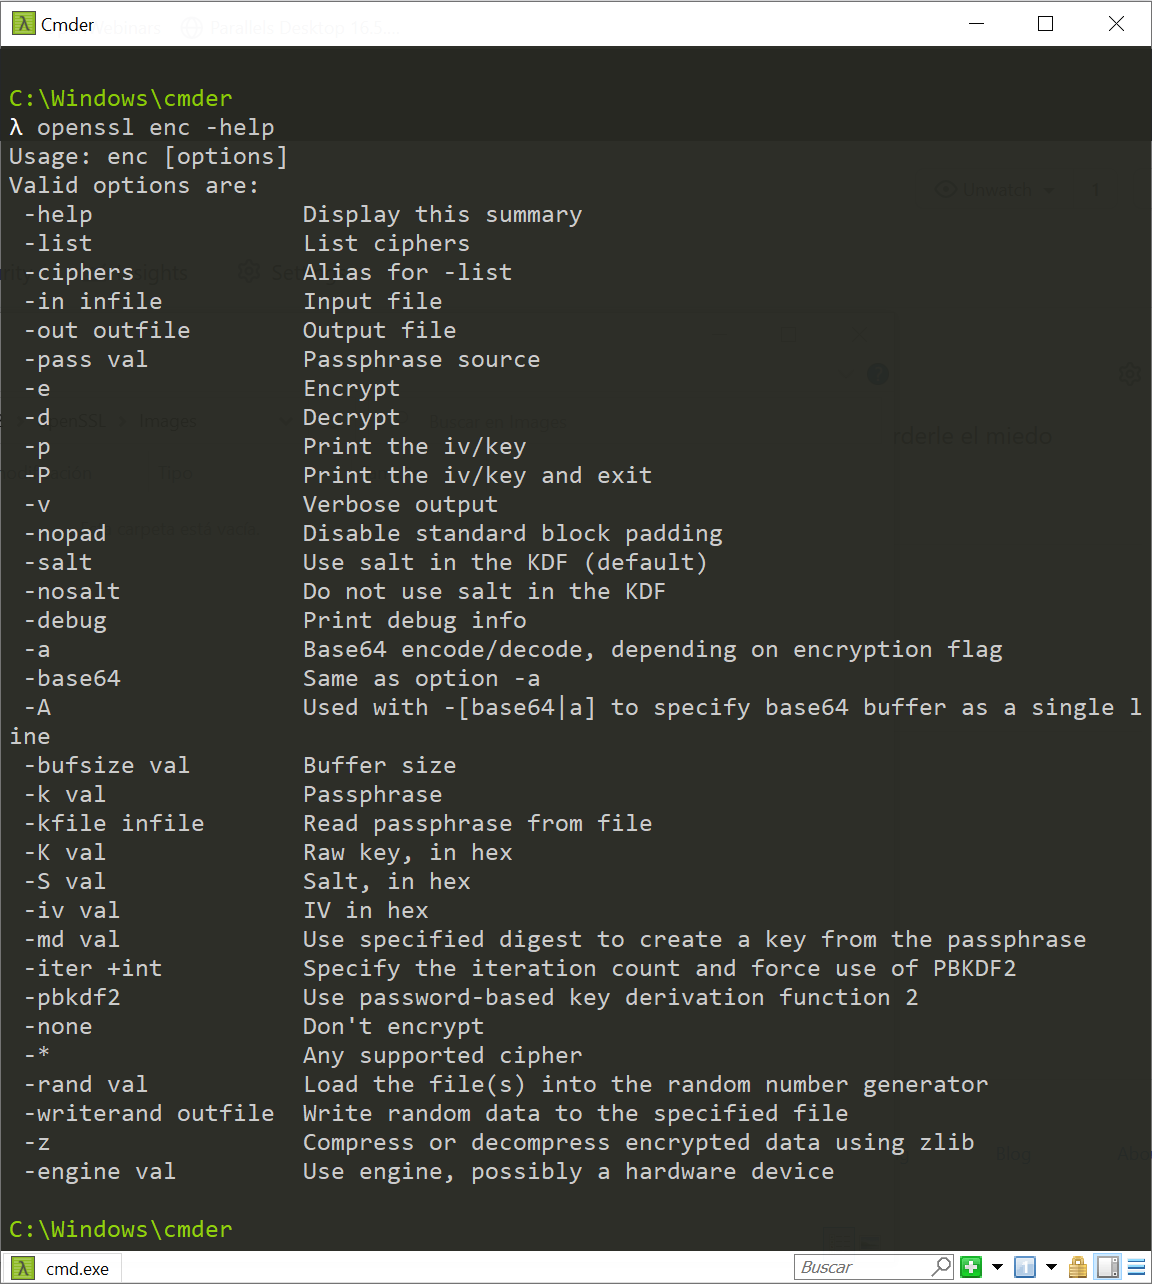 Cmder
C:\Windows\cmder
λ openssl enc -help
Usage: enc [options]
Valid options are:
-help Display this summary
-list List ciphers
-ciphers Alias for -list
-in infile Input file
-out outfile Output file
-pass val Passphrase source
-e Encrypt
-d Decrypt
-p Print the iv/key
-P Print the iv/key and exit
-v Verbose output
-nopad Disable standard block padding
-salt Use salt in the KDF (default)
-nosalt Do not use salt in the KDF
-debug Print debug info
-a Base64 encode/decode, depending on encryption flag
-base64 Same as option -a
-A Used with -[base64|a] to specify base64 buffer as a single l
ine
-bufsize val Buffer size
-k val Passphrase
-kfile infile Read passphrase from file
-K val Raw key, in hex
-S val Salt, in hex
-iv val IV in hex
-md val Use specified digest to create a key from the passphrase
-iter +int Specify the iteration count and force use of PBKDF2
-pbkdf2 Use password-based key derivation function 2
-none Don't encrypt
-* Any supported cipher
-rand val Load the file(s) into the random number generator
-writerand outfile Write random data to the specified file
-z Compress or decompress encrypted data using zlib
-engine val Use engine, possibly a hardware device
C:\Windows\cmder
cmd.exe Buscar